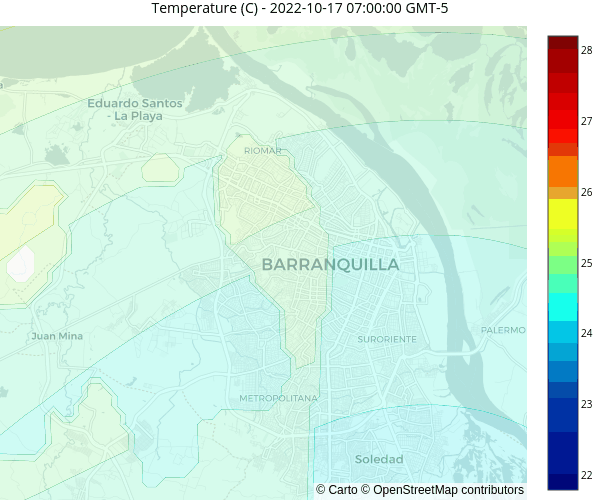 Temperature (C) - 2022-10-17 07:00:00 GMT-5
28
27
26
25
24
23
22
Eduardo Santos
- La Playa
RIOMAR
BARRANQUILLA
Juan Mina
SURORIENTE
PALERMO
METROPOLITANA
Soledad
© Carto © OpenStreetMap contributors